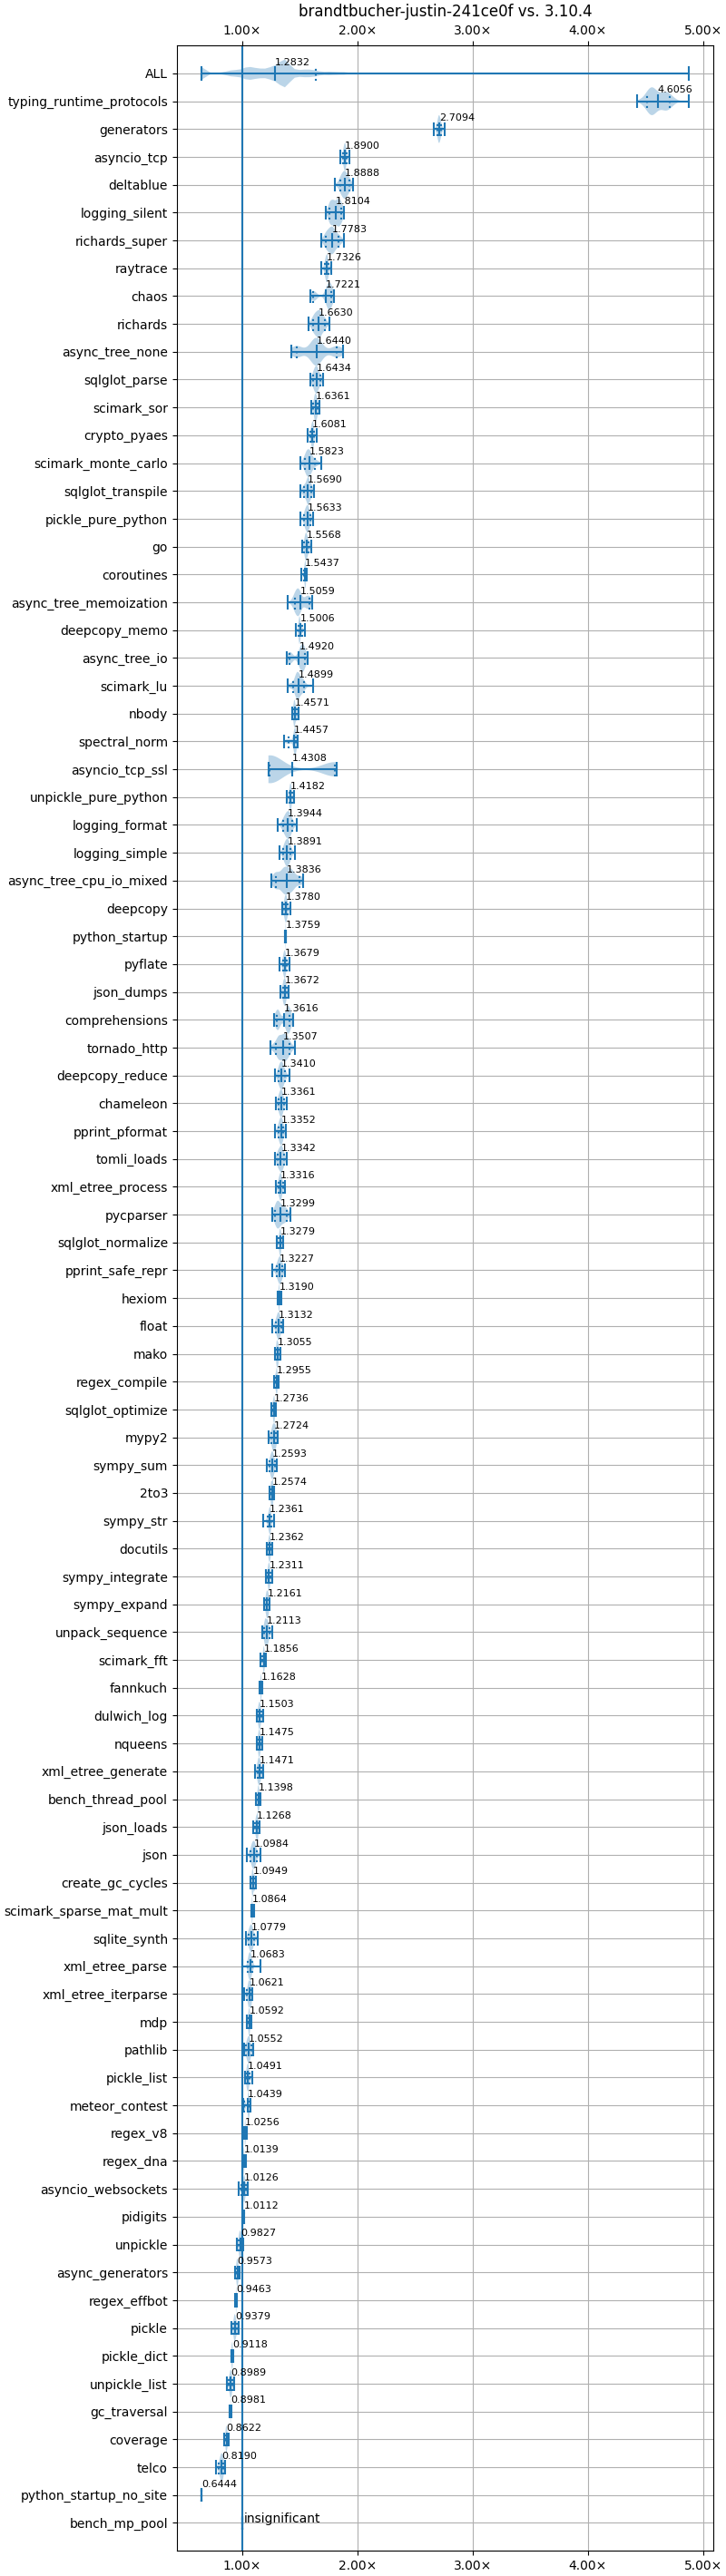 brandtbucher-justin-241ce0f vs. 3.10.4
1.00× 2.00× 3.00× 4.00× 5.00×
ALL 1.2832
typing_runtime_protocols 4.6056
generators 2.7094
asyncio_tcp 1.8900
deltablue 1.8888
logging_silent 1.8104
richards_super 1.7783
raytrace 1.7326
chaos 1.7221
richards 1.6630
async_tree_none 1.6440
sqlglot_parse 1.6434
scimark_sor 1.6361
crypto_pyaes 1.6081
scimark_monte_carlo 1.5823
sqlglot_transpile 1.5690
pickle_pure_python 1.5633
go 1.5568
coroutines 1.5437
async_tree_memoization 1.5059
deepcopy_memo 1.5006
async_tree_io 1.4920
scimark_lu 1.4899
nbody 1.4571
spectral_norm 1.4457
asyncio_tcp_ssl 1.4308
unpickle_pure_python 1.4182
logging_format 1.3944
logging_simple 1.3891
async_tree_cpu_io_mixed 1.3836
deepcopy 1.3780
python_startup 1.3759
pyflate 1.3679
json_dumps 1.3672
comprehensions 1.3616
tornado_http 1.3507
deepcopy_reduce 1.3410
chameleon 1.3361
pprint_pformat 1.3352
tomli_loads 1.3342
xml_etree_process 1.3316
pycparser 1.3299
sqlglot_normalize 1.3279
pprint_safe_repr 1.3227
hexiom 1.3190
float 1.3132
mako 1.3055
regex_compile 1.2955
sqlglot_optimize 1.2736
mypy2 1.2724
sympy_sum 1.2593
2to3 1.2574
sympy_str 1.2361
docutils 1.2362
sympy_integrate 1.2311
sympy_expand 1.2161
unpack_sequence 1.2113
scimark_fft 1.1856
fannkuch 1.1628
dulwich_log 1.1503
nqueens 1.1475
xml_etree_generate 1.1471
bench_thread_pool 1.1398
json_loads 1.1268
json 1.0984
create_gc_cycles 1.0949
scimark_sparse_mat_mult 1.0864
sqlite_synth 1.0779
xml_etree_parse 1.0683
xml_etree_iterparse 1.0621
mdp 1.0592
pathlib 1.0552
pickle_list 1.0491
meteor_contest 1.0439
regex_v8 1.0256
regex_dna 1.0139
asyncio_websockets 1.0126
pidigits 1.0112
unpickle 0.9827
async_generators 0.9573
regex_effbot 0.9463
pickle 0.9379
pickle_dict 0.9118
unpickle_list 0.8989
gc_traversal 0.8981
coverage 0.8622
telco 0.8190
python_startup_no_site 0.6444
bench_mp_pool insignificant
1.00× 2.00× 3.00× 4.00× 5.00×